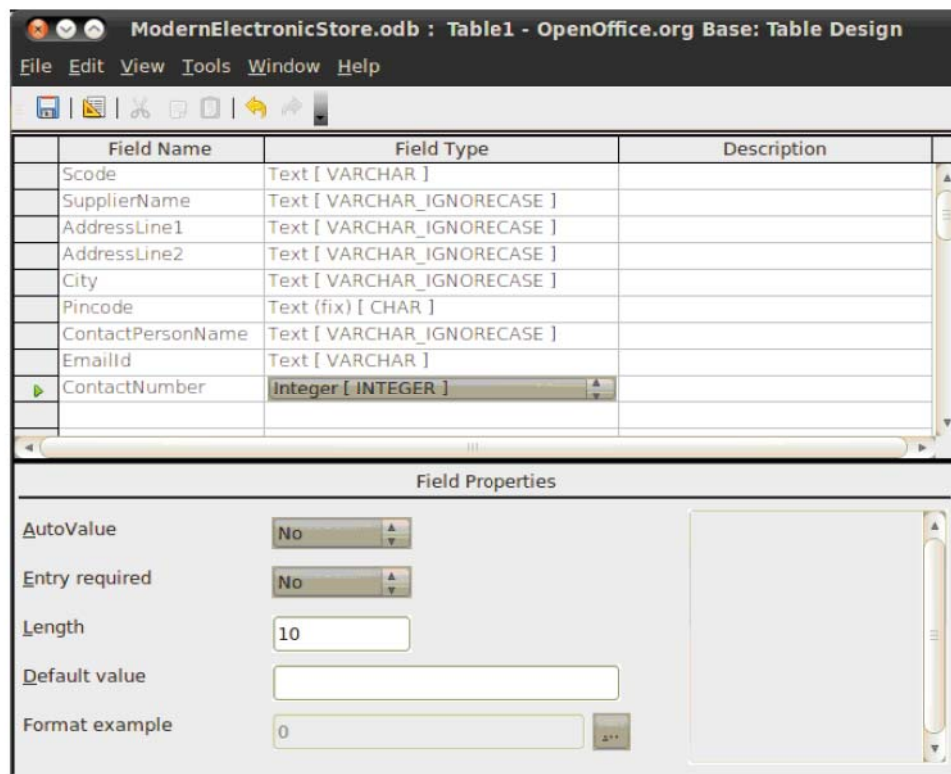 ModernElectronicStore.odb : Table1 - OpenOffice.org Base: Table Design
File Edit View Tools Window Help
Field Name Field Type Description
Scode Text [ VARCHAR ]
SupplierName Text [ VARCHAR_IGNORECASE ]
AddressLine1 Text [ VARCHAR_IGNORECASE ]
AddressLine2 Text [ VARCHAR_IGNORECASE ]
City Text [ VARCHAR_IGNORECASE ]
Pincode Text (fix) [ CHAR ]
ContactPersonName Text [ VARCHAR_IGNORECASE ]
EmailId Text [ VARCHAR ]
ContactNumber Integer [ INTEGER ]
Field Properties
AutoValue No
Entry required No
Length 10
Default value
Format example 0 ...